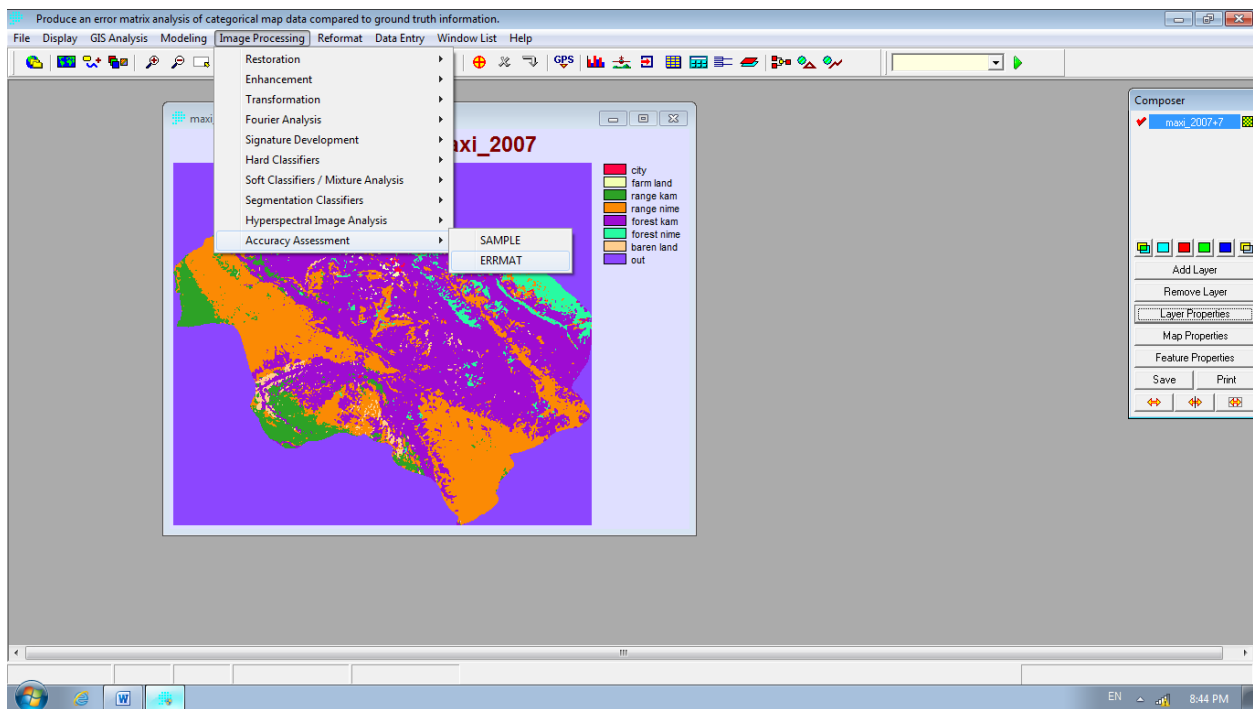 Produce an error matrix analysis of categorical map data compared to ground truth information.
File Display GIS Analysis Modeling Image Processing Reformat Data Entry Window List Help
GPS
Restoration
Enhancement
Transformation
Fourier Analysis
Signature Development
Hard Classifiers
Soft Classifiers / Mixture Analysis
Segmentation Classifiers
Hyperspectral Image Analysis
Accuracy Assessment
SAMPLE
ERRMAT
maxi_2007
city
farm land
range kam
range nime
forest kam
forest nime
baren land
out
Composer
maxi_2007+7
Add Layer
Remove Layer
Layer Properties
Map Properties
Feature Properties
Save Print
EN 8:44 PM